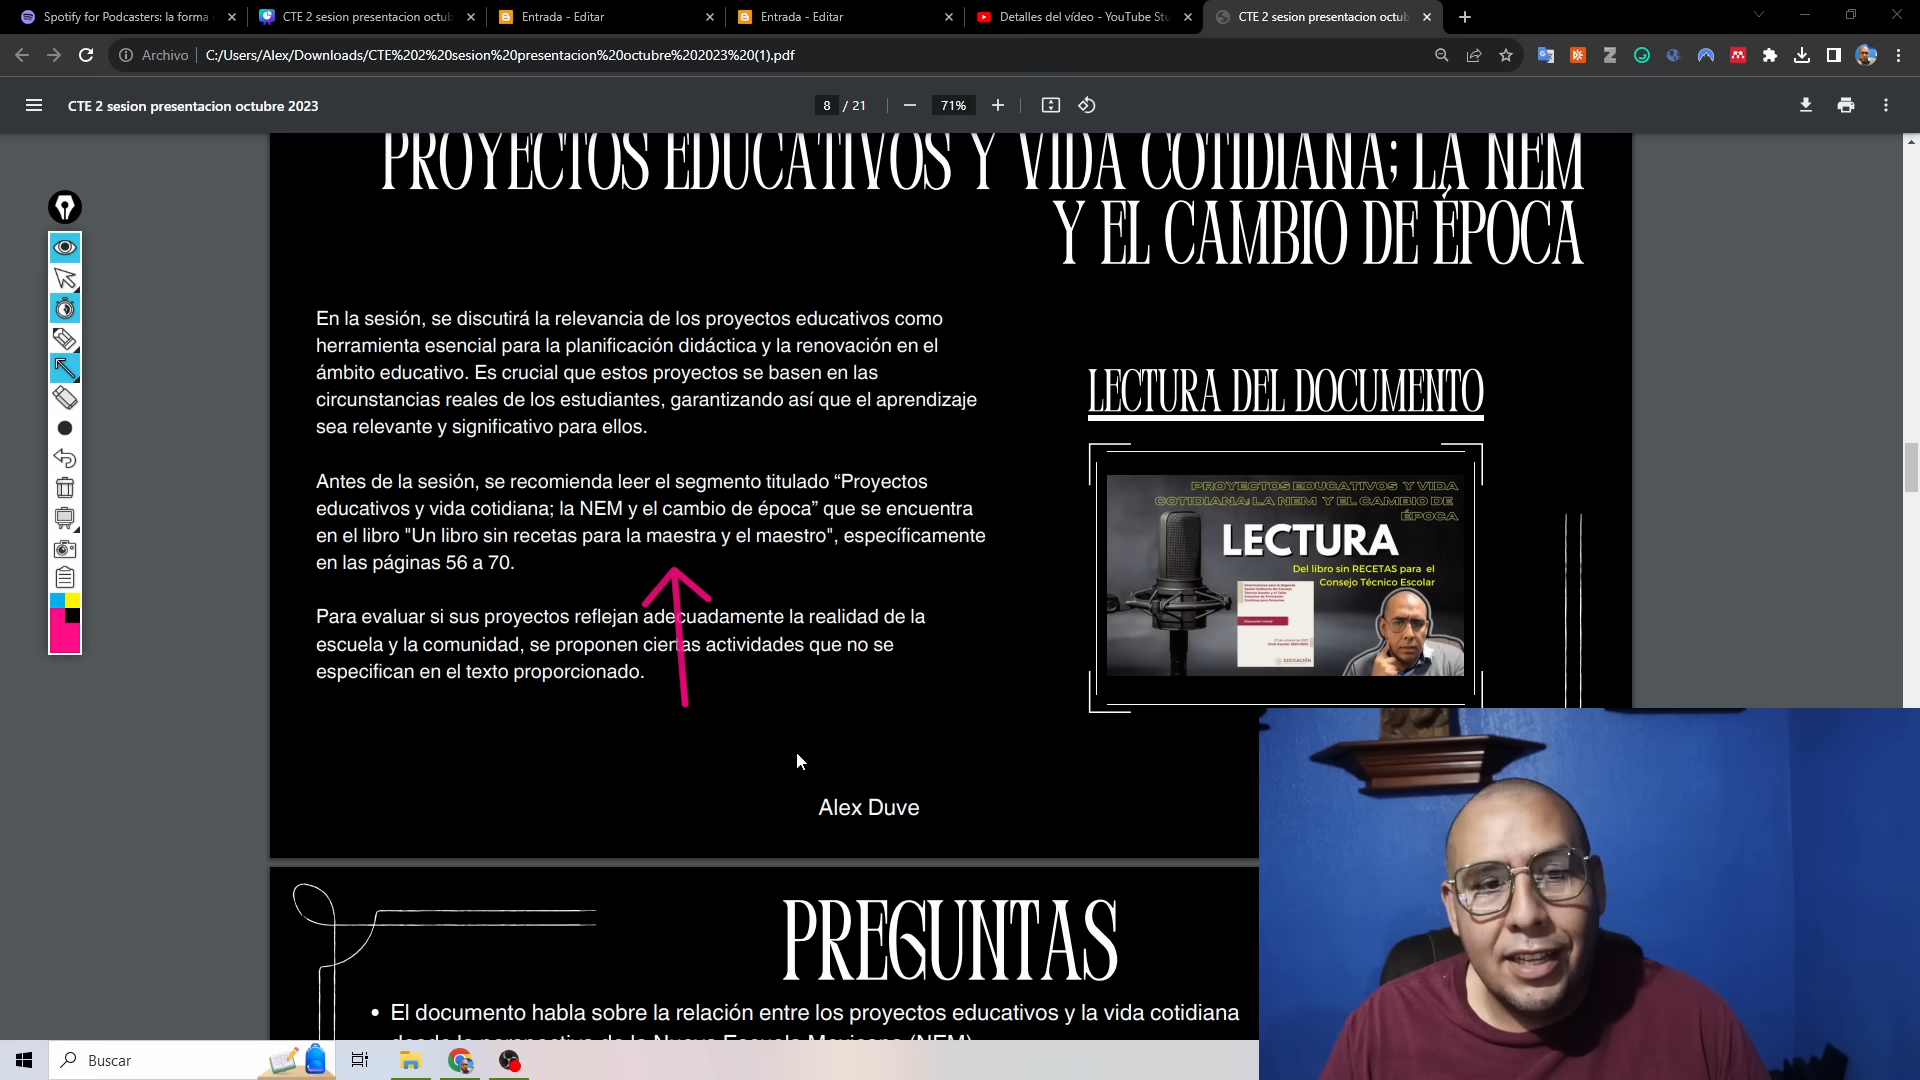 Spotify for Podcasters: la forma
CTE 2 sesion presentacion octub
Entrada - Editar
Entrada - Editar
Detalles del vídeo - YouTube Stu
CTE 2 sesion presentacion octub
Archivo
C:/Users/Alex/Downloads/CTE%202%20sesion%20presentacion%20octubre%202023%20(1).pdf
CTE 2 sesion presentacion octubre 2023
8 / 21
71%
PROYECTOS EDUCATIVOS Y VIDA COTIDIANA; LA NEM
Y EL CAMBIO DE ÉPOCA
En la sesión, se discutirá la relevancia de los proyectos educativos como
herramienta esencial para la planificación didáctica y la renovación en el
ámbito educativo. Es crucial que estos proyectos se basen en las
circunstancias reales de los estudiantes, garantizando así que el aprendizaje
sea relevante y significativo para ellos.
Antes de la sesión, se recomienda leer el segmento titulado “Proyectos
educativos y vida cotidiana; la NEM y el cambio de época” que se encuentra
en el libro "Un libro sin recetas para la maestra y el maestro", específicamente
en las páginas 56 a 70.
Para evaluar si sus proyectos reflejan adecuadamente la realidad de la
escuela y la comunidad, se proponen ciertas actividades que no se
especifican en el texto proporcionado.
LECTURA DEL DOCUMENTO
PROYECTOS EDUCATIVOS Y VIDA
COTIDIANA; LA NEM Y EL CAMBIO DE
ÉPOCA
LECTURA
Del libro sin RECETAS para el
Consejo Técnico Escolar
EDUCACIÓN
Alex Duve
PREGUNTAS
• El documento habla sobre la relación entre los proyectos educativos y la vida cotidiana
desde la perspectiva de la Nueva Escuela Mexicana (NEM)
Buscar